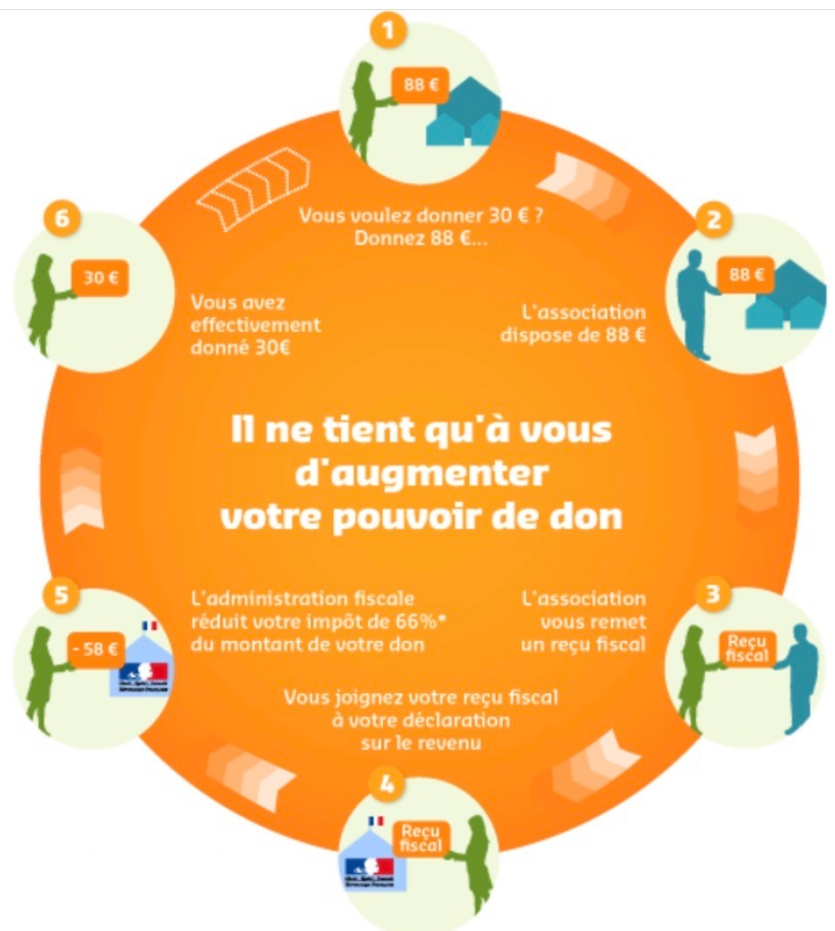 1
88 €
Vous voulez donner 30 € ?
Donnez 88 €...
2
88 €
L'association
dispose de 88 €
3
Reçu
fiscal
L'association
vous remet
un reçu fiscal
4
Reçu
fiscal
Vous joignez votre reçu fiscal
à votre déclaration
sur le revenu
5
- 58 €
L'administration fiscale
réduit votre impôt de 66%*
du montant de votre don
6
30 €
Vous avez
effectivement
donné 30€
Il ne tient qu'à vous
d'augmenter
votre pouvoir de don